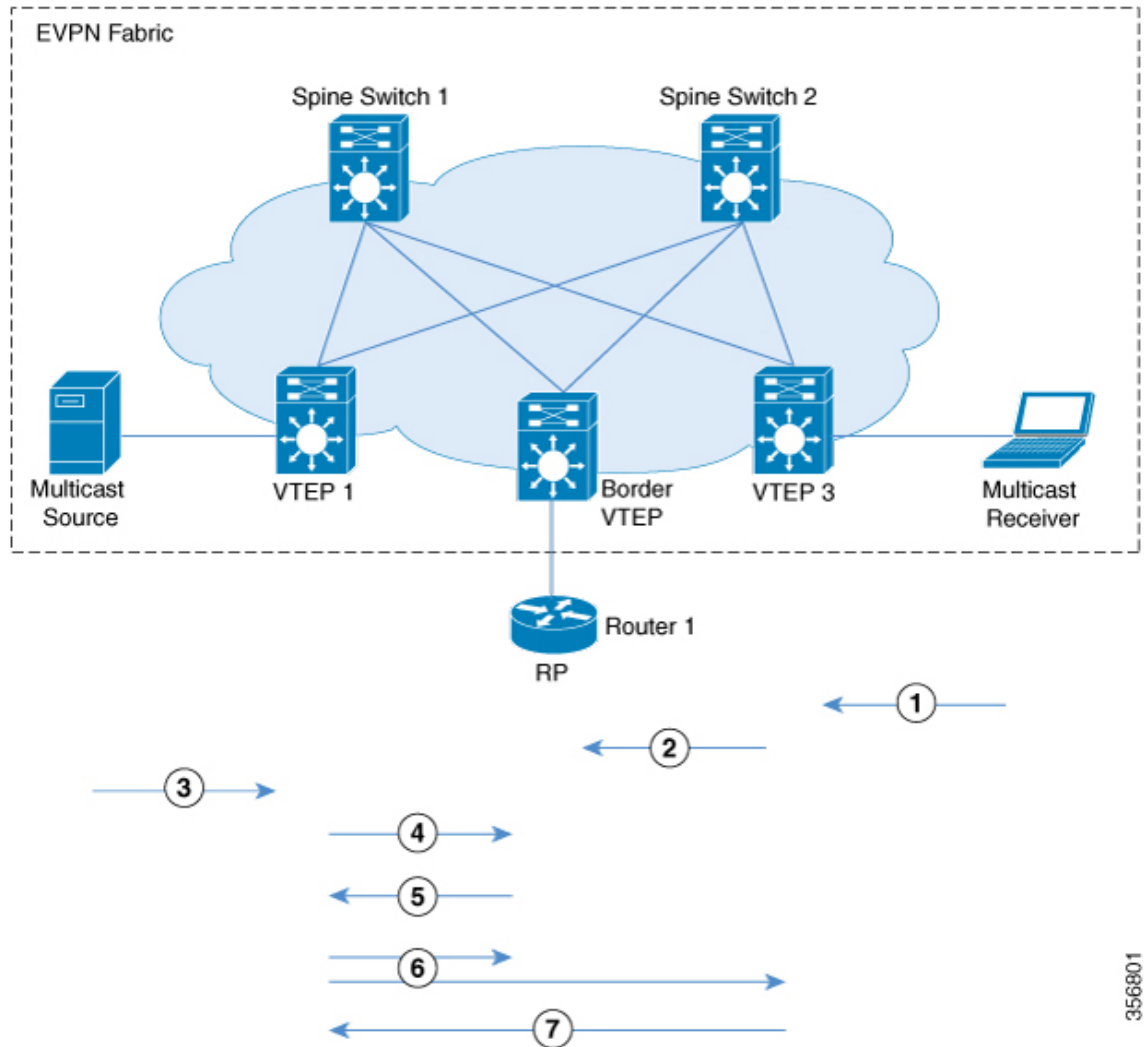 EVPN Fabric
Spine Switch 1
Spine Switch 2
Multicast
Source
VTEP 1
Border
VTEP
VTEP 3
Multicast
Receiver
Router 1
RP
1
2
3
4
5
6
7
356801